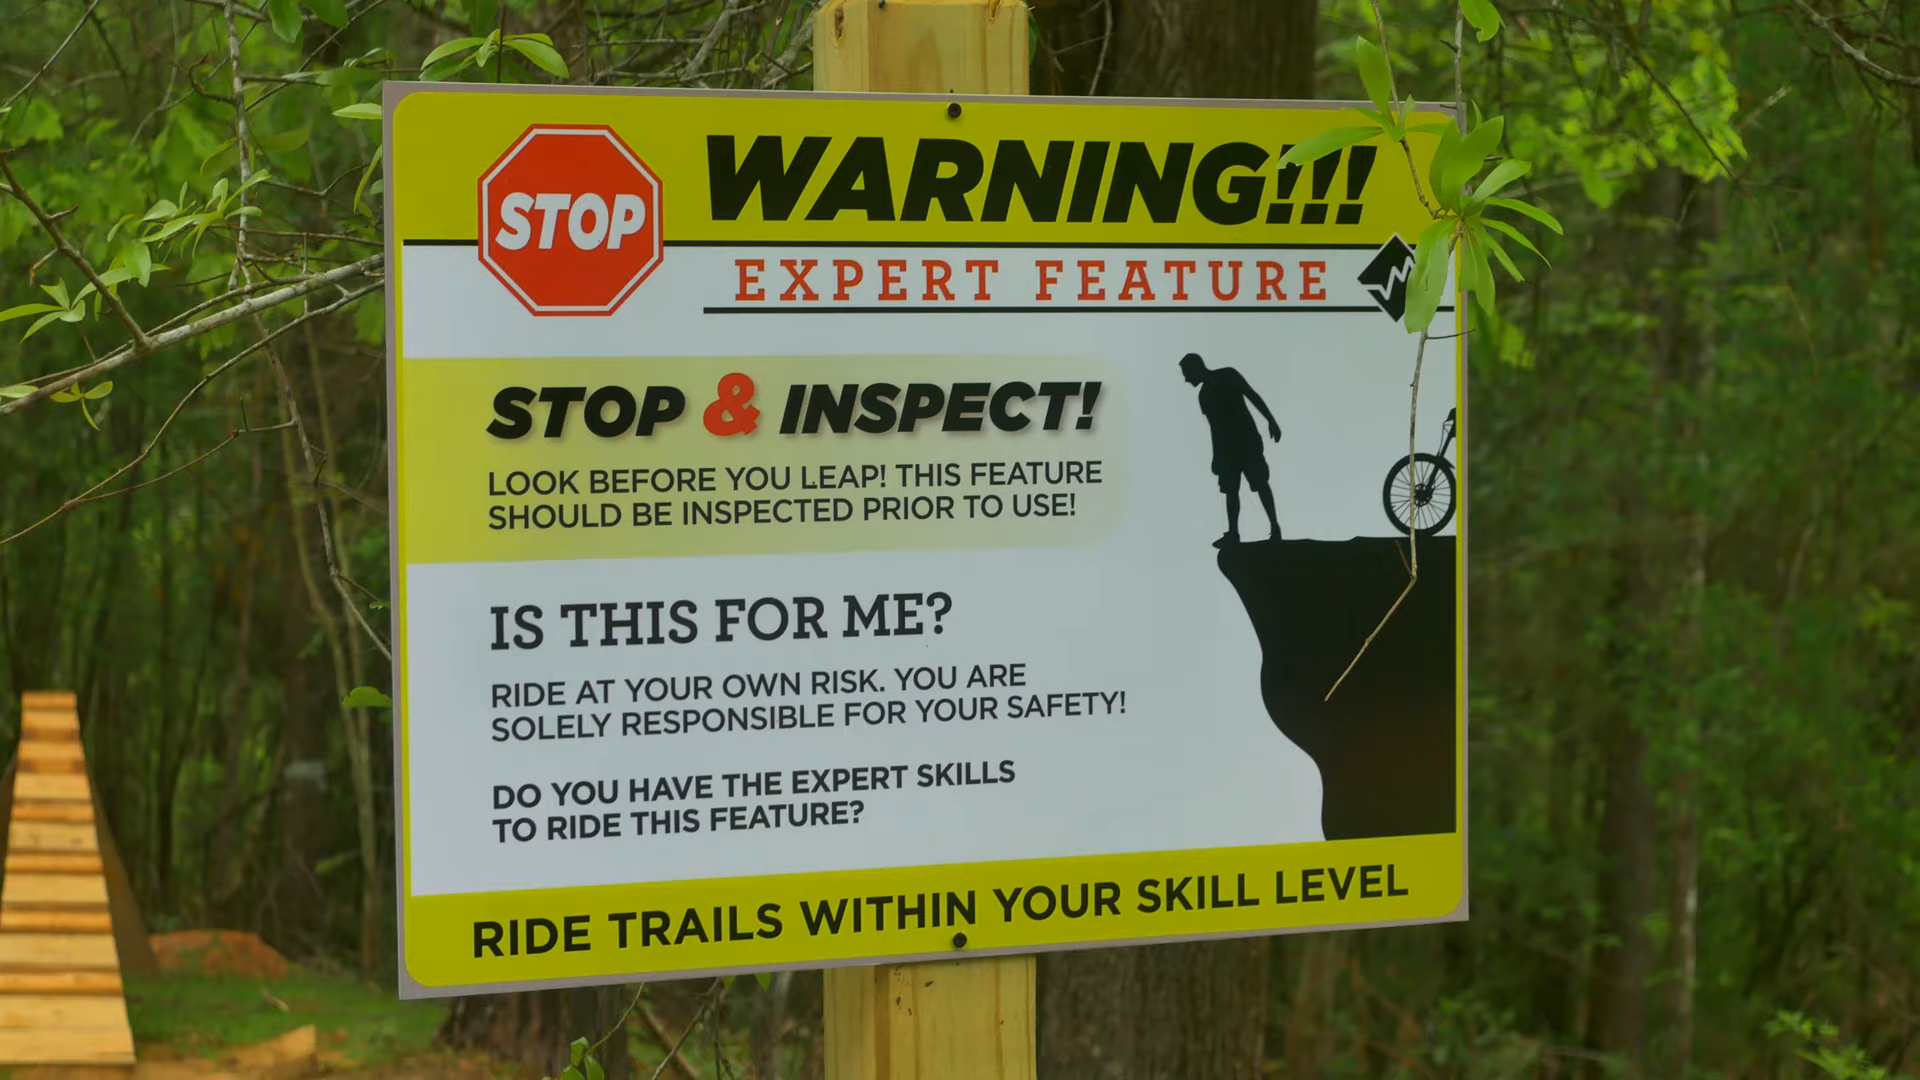 STOP
WARNING!!!
EXPERT FEATURE
STOP & INSPECT!
LOOK BEFORE YOU LEAP! THIS FEATURE
SHOULD BE INSPECTED PRIOR TO USE!
IS THIS FOR ME?
RIDE AT YOUR OWN RISK. YOU ARE
SOLELY RESPONSIBLE FOR YOUR SAFETY!
DO YOU HAVE THE EXPERT SKILLS
TO RIDE THIS FEATURE?
RIDE TRAILS WITHIN YOUR SKILL LEVEL